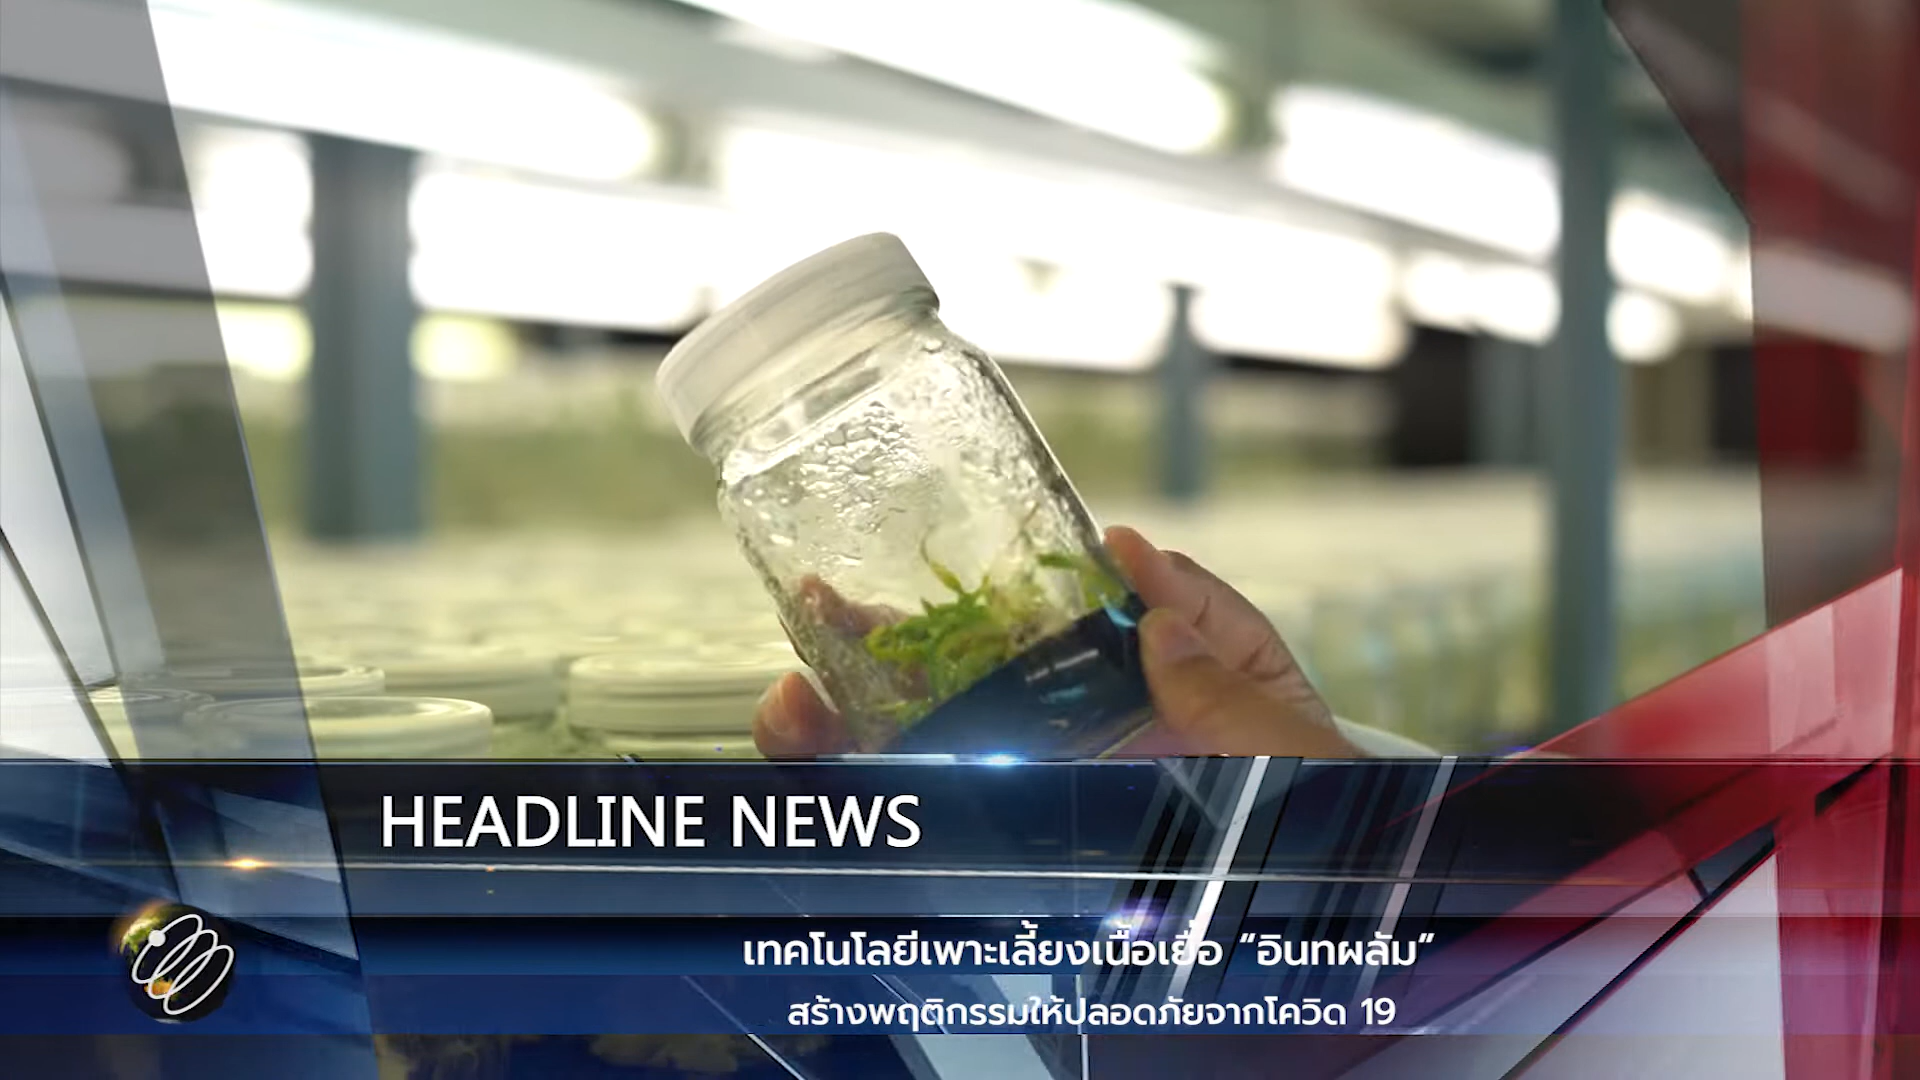 HEADLINE NEWS
เทคโนโลยีเพาะเลี้ยงเนื้อเยื่อ “อินทผลัม”
สร้างพฤติกรรมให้ปลอดภัยจากโควิด 19